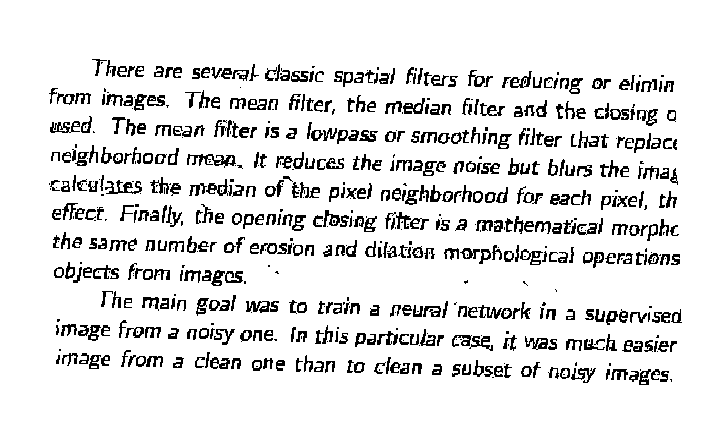 There are several classic spatial filters for reducing or elimin
from images. The mean filter, the median filter and the closing o
used. The mean filter is a lowpass or smoothing filter that replace
neighborhood mean. It reduces the image noise but blurs the imag
calculates the median of the pixel neighborhood for each pixel, th
effect. Finally, the opening closing filter is a mathematical morpho
the same number of erosion and dilation morphological operations
objects from images.
The main goal was to train a neural network in a supervised
image from a noisy one. In this particular case, it was much easier
image from a clean one than to clean a subset of noisy images.